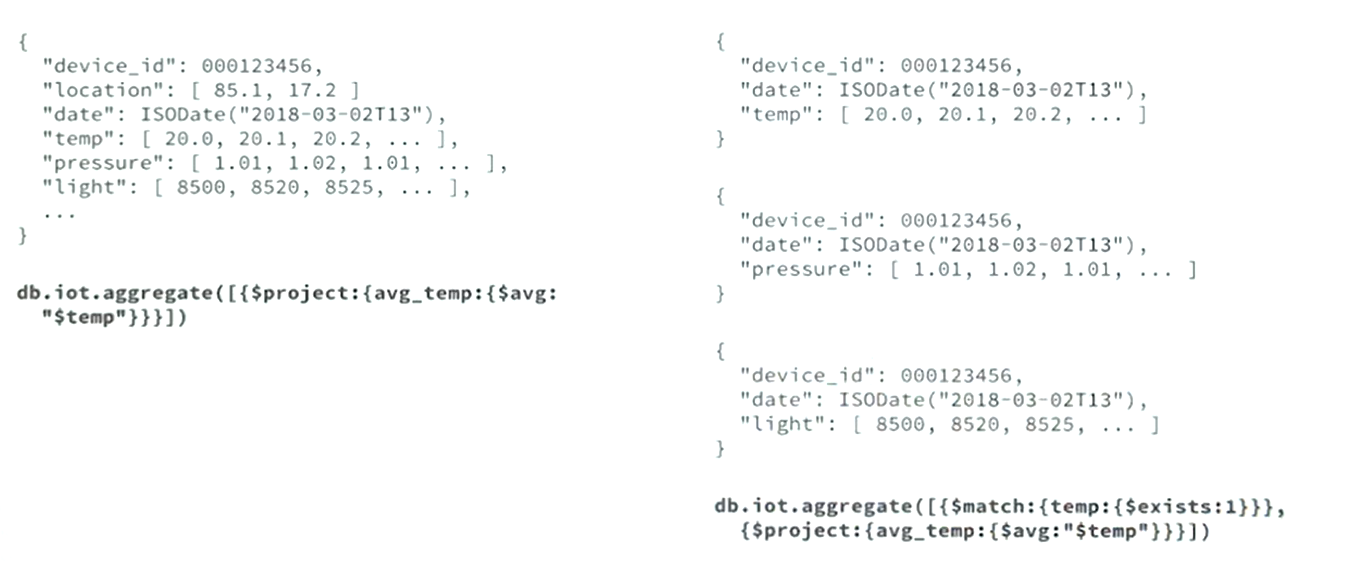 {
"device_id": 000123456,
"location": [ 85.1, 17.2 ]
"date": ISODate("2018-03-02T13"),
"temp": [ 20.0, 20.1, 20.2, ... ],
"pressure": [ 1.01, 1.02, 1.01, ... ],
"light": [ 8500, 8520, 8525, ... ],
...
}
db.iot.aggregate([{$project:{avg_temp:{$avg:
"$temp"}}}])
{
"device_id": 000123456,
"date": ISODate("2018-03-02T13"),
"temp": [ 20.0, 20.1, 20.2, ... ]
}
{
"device_id": 000123456,
"date": ISODate("2018-03-02T13"),
"pressure": [ 1.01, 1.02, 1.01, ... ]
}
{
"device_id": 000123456,
"date": ISODate("2018-03-02T13"),
"light": [ 8500, 8520, 8525, ... ]
}
db.iot.aggregate([{$match:{temp:{$exists:1}}},
{$project:{avg_temp:{$avg:"$temp"}}}])